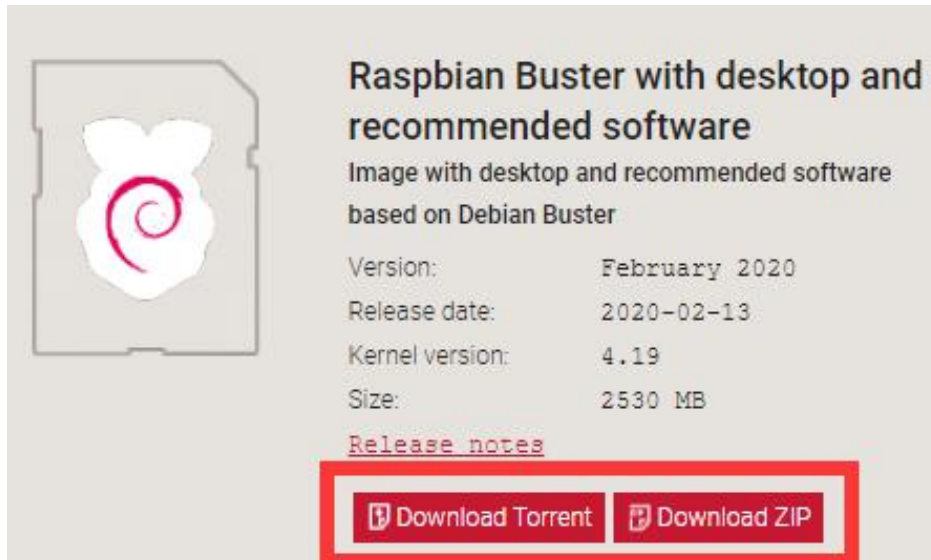 Raspbian Buster with desktop and
recommended software
Image with desktop and recommended software
based on Debian Buster
Version: February 2020
Release date: 2020-02-13
Kernel version: 4.19
Size: 2530 MB
Release notes
Download Torrent Download ZIP